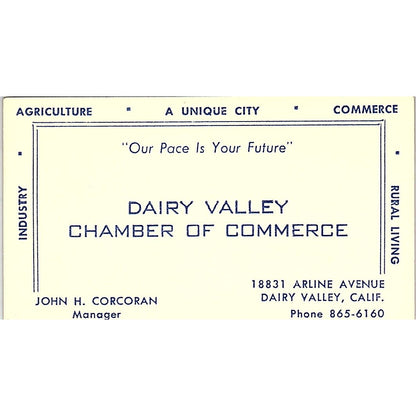 AGRICULTURE • A UNIQUE CITY • COMMERCE
INDUSTRY
RURAL LIVING
"Our Pace Is Your Future"
DAIRY VALLEY
CHAMBER OF COMMERCE
18831 ARLINE AVENUE
DAIRY VALLEY, CALIF.
Phone 865-6160
JOHN H. CORCORAN
Manager